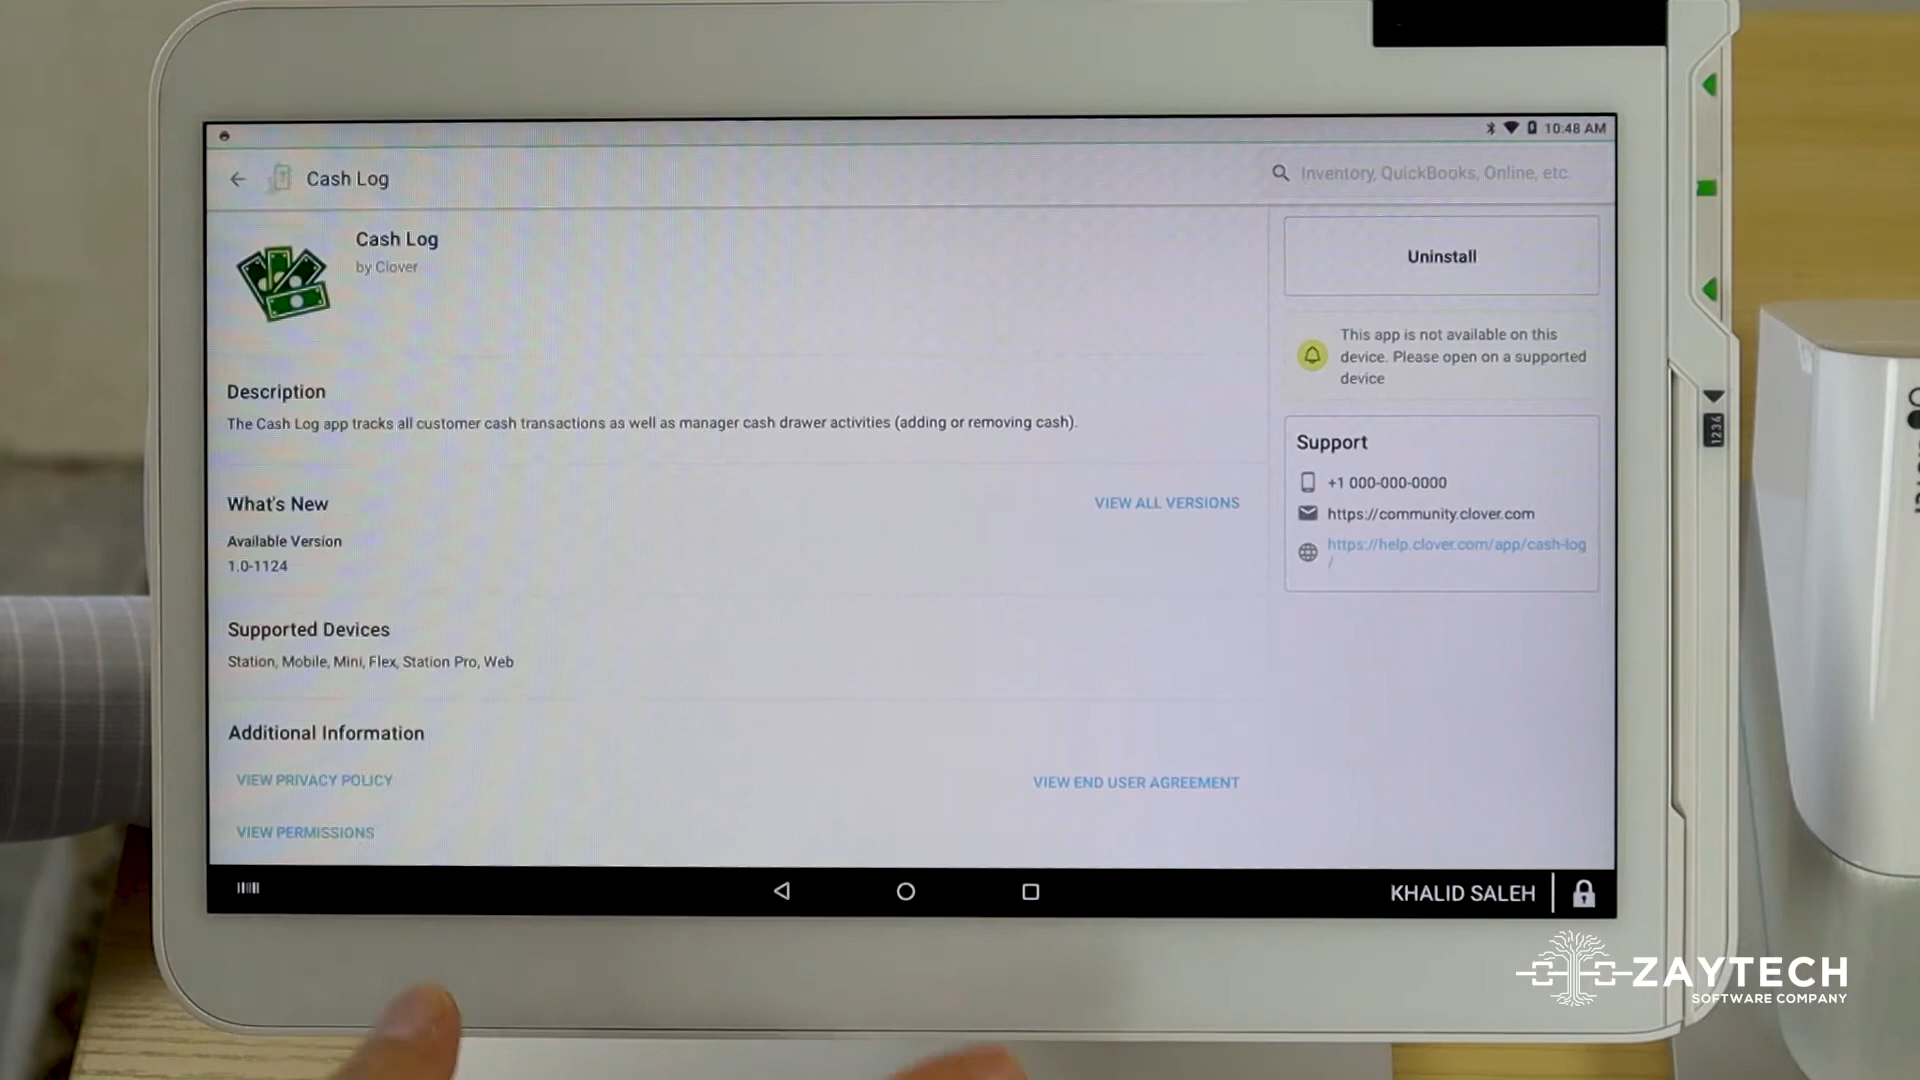 10:48 AM
Cash Log
Inventory, QuickBooks, Online, etc.
Cash Log
by Clover
Uninstall
This app is not available on this
device. Please open on a supported
device
Description
The Cash Log app tracks all customer cash transactions as well as manager cash drawer activities (adding or removing cash).
Support
+1 000-000-0000
https://community.clover.com
https://help.clover.com/app/cash-log
/
What's New
VIEW ALL VERSIONS
Available Version
1.0-1124
Supported Devices
Station, Mobile, Mini, Flex, Station Pro, Web
Additional Information
VIEW PRIVACY POLICY
VIEW END USER AGREEMENT
VIEW PERMISSIONS
KHALID SALEH
1234
ZAYTECH
SOFTWARE COMPANY